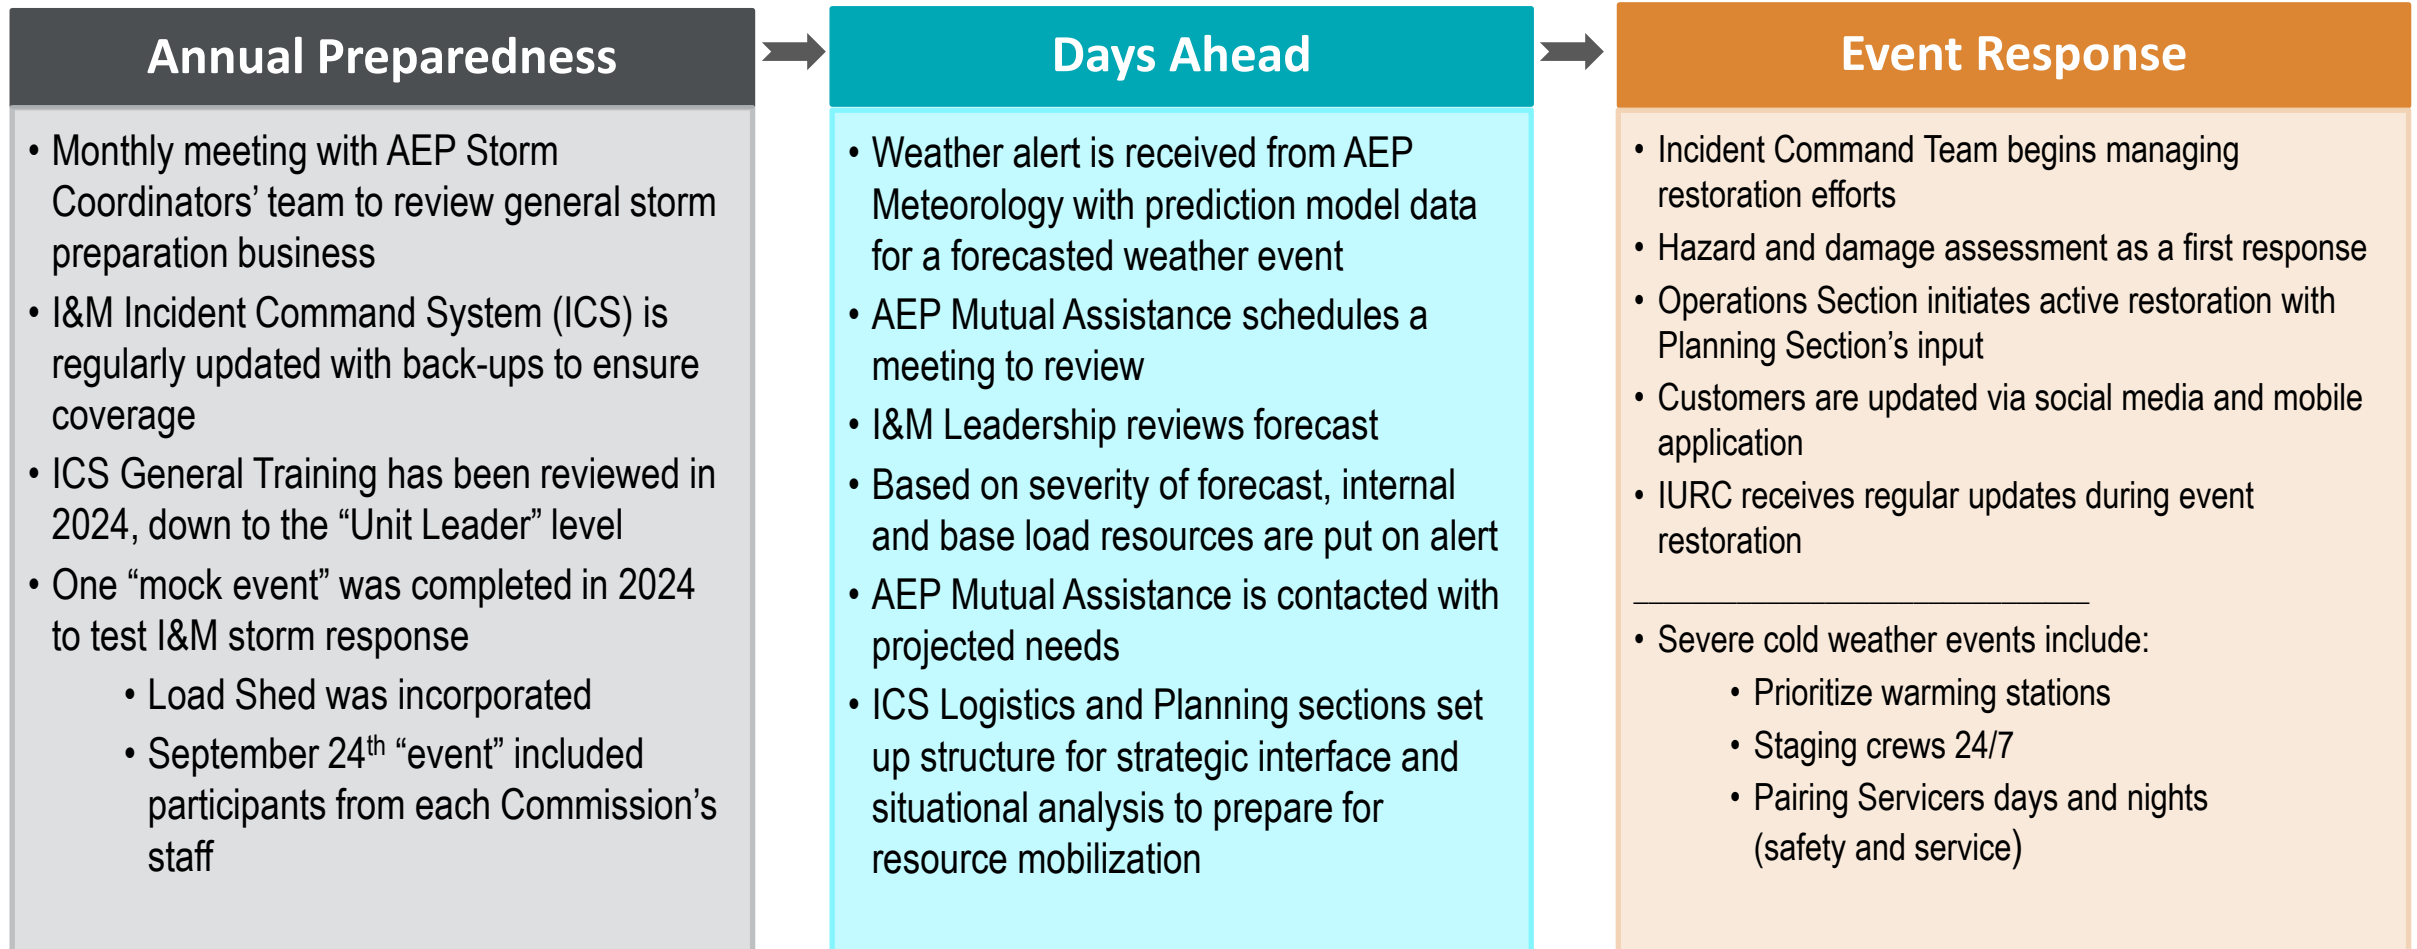 Annual Preparedness
• Monthly meeting with AEP Storm
Coordinators’ team to review general storm
preparation business
• I&M Incident Command System (ICS) is
regularly updated with back-ups to ensure
coverage
• ICS General Training has been reviewed in
2024, down to the “Unit Leader” level
• One “mock event” was completed in 2024
to test I&M storm response
• Load Shed was incorporated
• September 24th “event” included
participants from each Commission’s
staff
Days Ahead
• Weather alert is received from AEP
Meteorology with prediction model data
for a forecasted weather event
• AEP Mutual Assistance schedules a
meeting to review
• I&M Leadership reviews forecast
• Based on severity of forecast, internal
and base load resources are put on alert
• AEP Mutual Assistance is contacted with
projected needs
• ICS Logistics and Planning sections set
up structure for strategic interface and
situational analysis to prepare for
resource mobilization
Event Response
• Incident Command Team begins managing
restoration efforts
• Hazard and damage assessment as a first response
• Operations Section initiates active restoration with
Planning Section’s input
• Customers are updated via social media and mobile
application
• IURC receives regular updates during event
restoration
• Severe cold weather events include:
• Prioritize warming stations
• Staging crews 24/7
• Pairing Servicers days and nights
(safety and service)